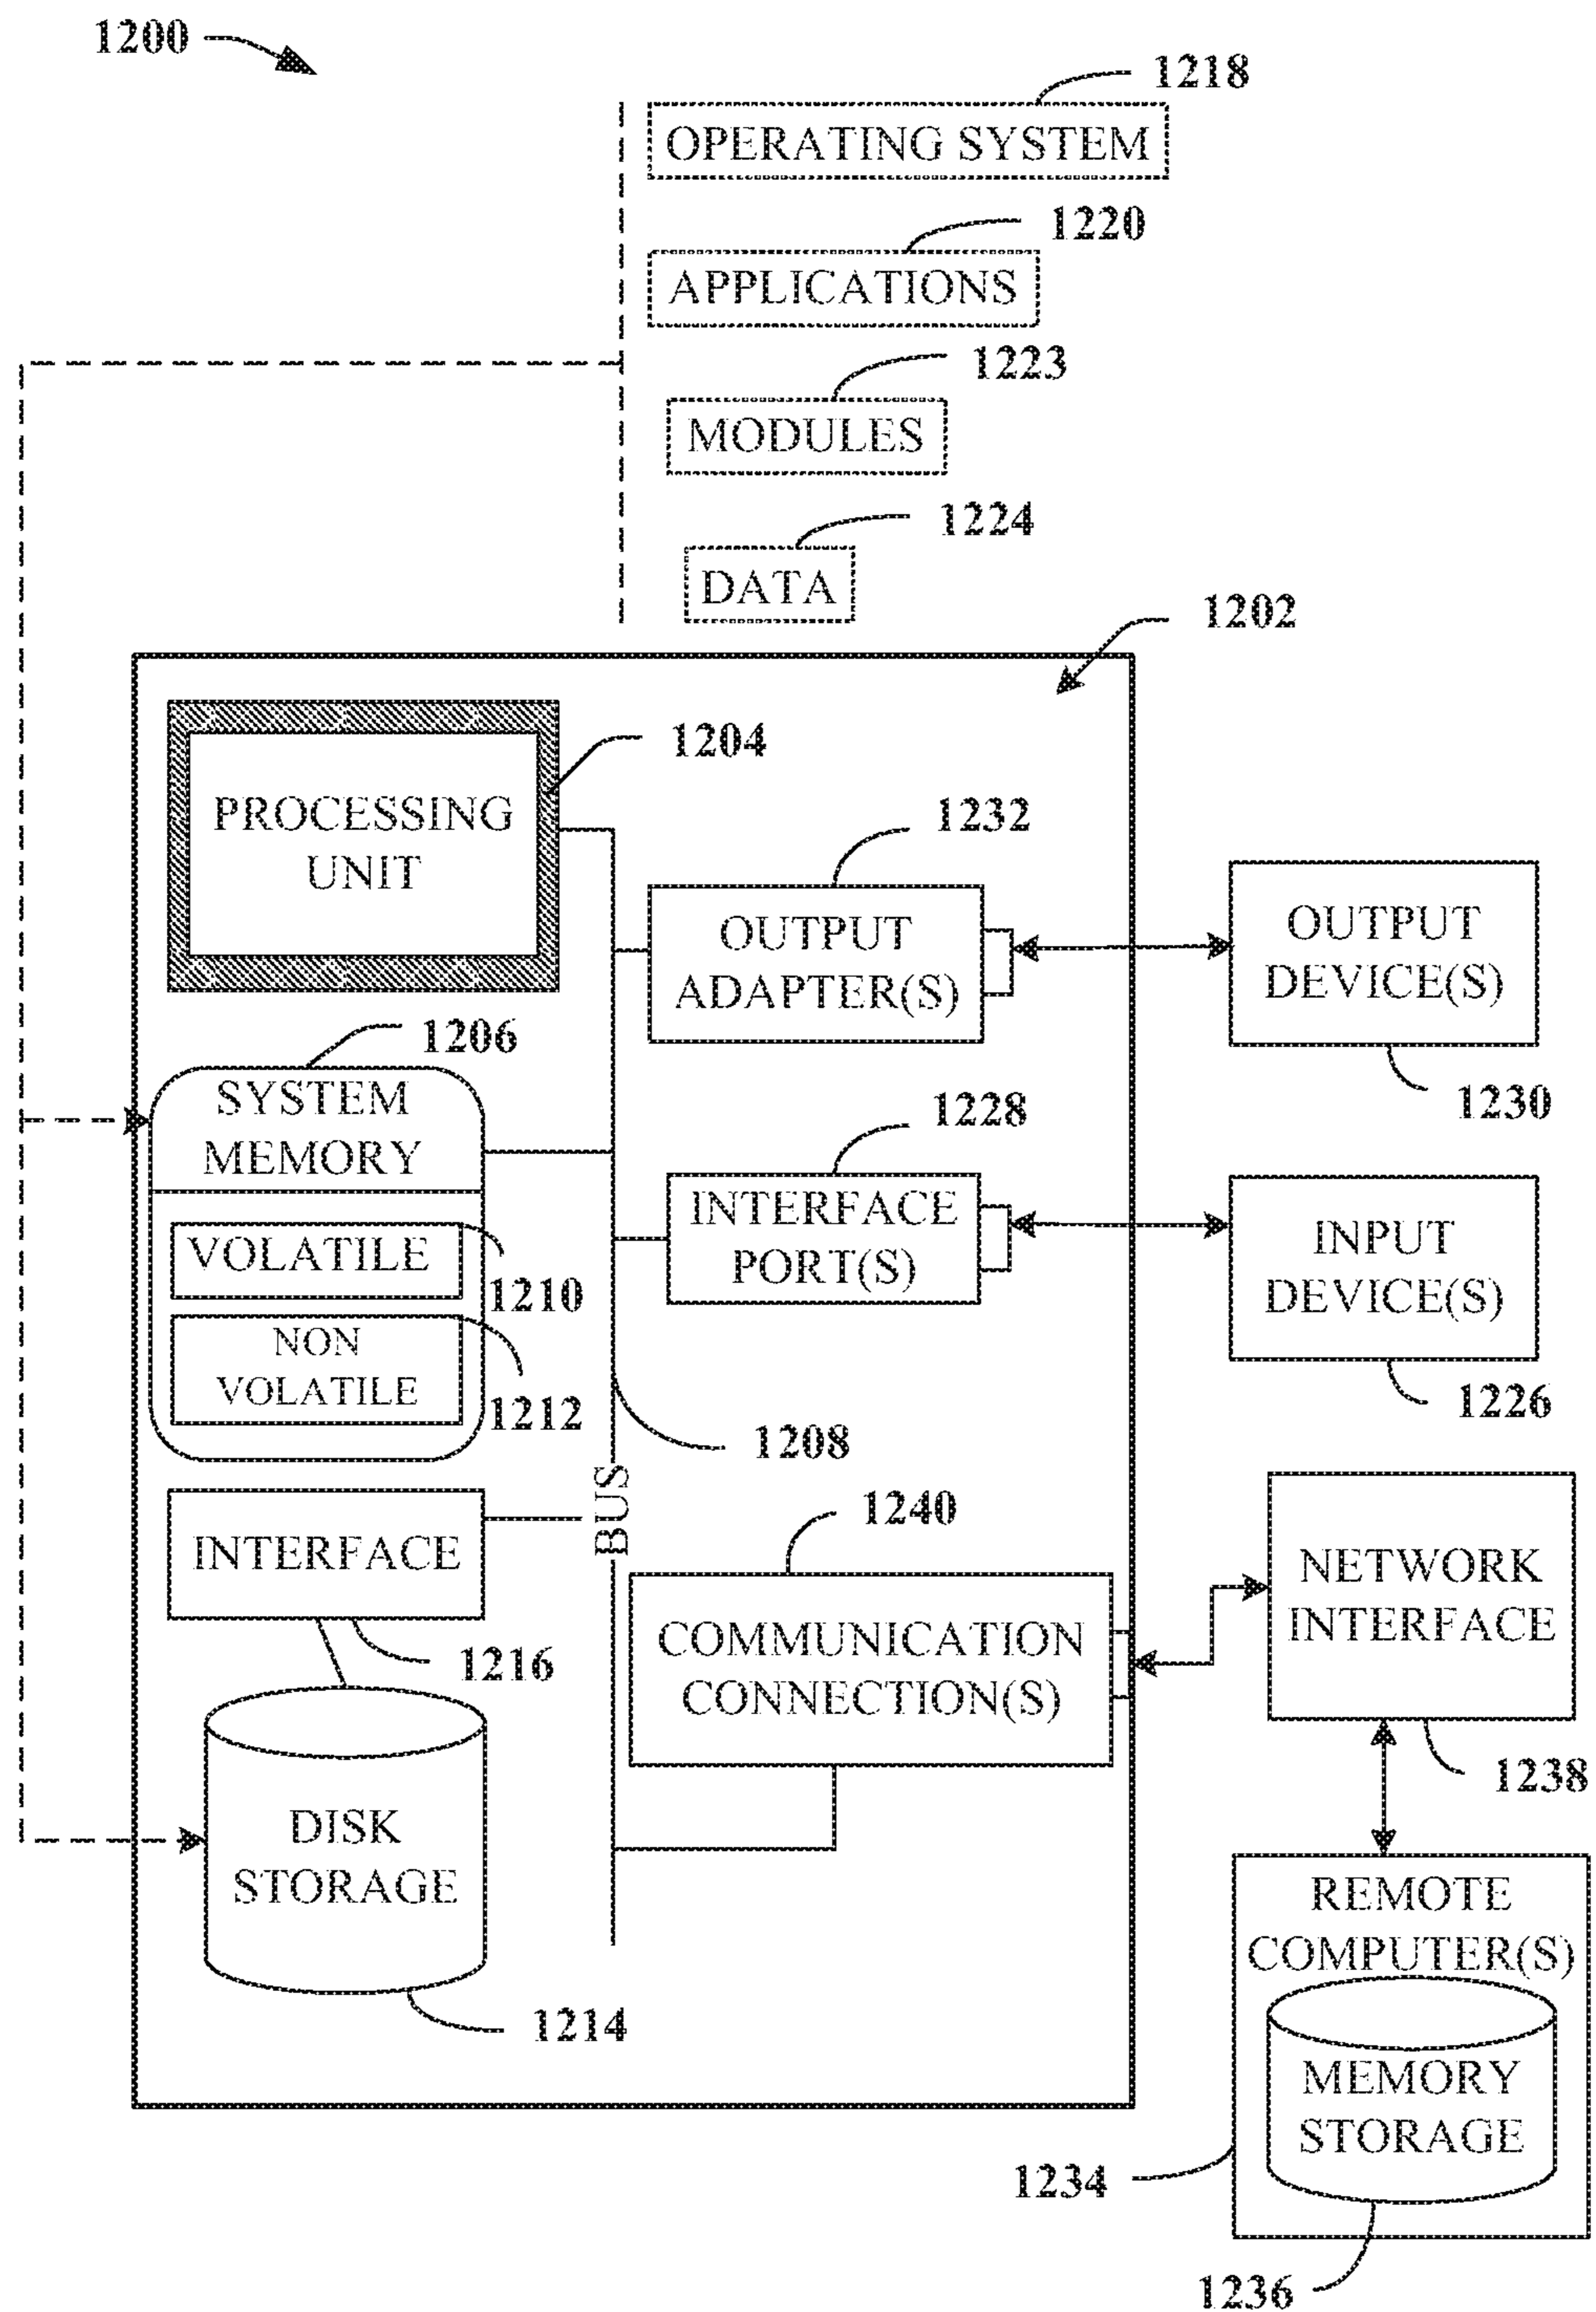 1200
1218
OPERATING SYSTEM
1220
APPLICATIONS
1223
MODULES
1224
DATA
1202
PROCESSING
UNIT
1204
1232
OUTPUT
ADAPTER(S)
OUTPUT
DEVICE(S)
1230
1206
SYSTEM
MEMORY
VOLATILE
1210
NON
VOLATILE
1212
1228
INTERFACE
PORT(S)
INPUT
DEVICE(S)
1226
1208
BUS
INTERFACE
1216
1240
COMMUNICATION
CONNECTION(S)
NETWORK
INTERFACE
1238
DISK
STORAGE
1214
REMOTE
COMPUTER(S)
MEMORY
STORAGE
1234
1236